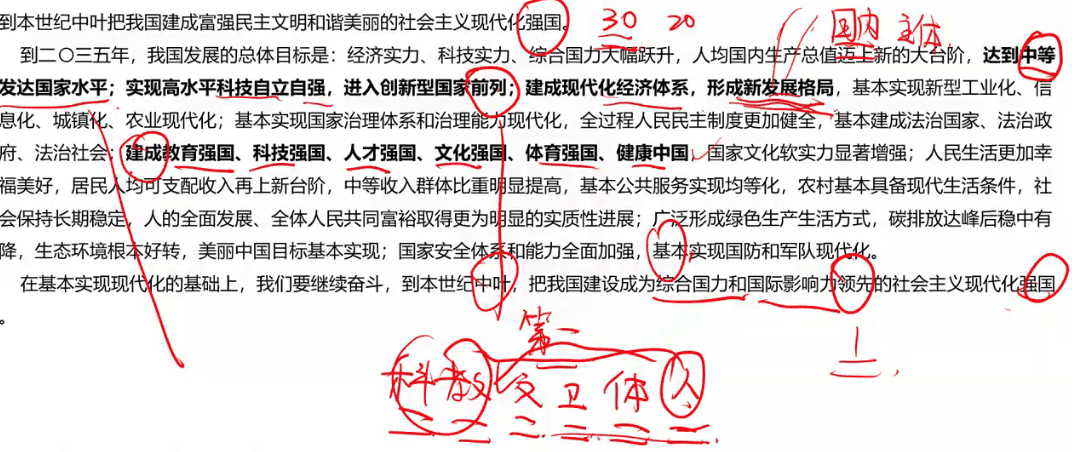 到本世纪中叶把我国建成富强民主文明和谐美丽的社会主义现代化强国。
30 20
国内 主体
到二〇三五年，我国发展的总体目标是：经济实力、科技实力、综合国力大幅跃升，人均国内生产总值迈上新的大台阶，达到中等
发达国家水平；实现高水平科技自立自强，进入创新型国家前列；建成现代化经济体系，形成新发展格局，基本实现新型工业化、信
息化、城镇化、农业现代化；基本实现国家治理体系和治理能力现代化，全过程人民民主制度更加健全，基本建成法治国家、法治政
府、法治社会；建成教育强国、科技强国、人才强国、文化强国、体育强国、健康中国，国家文化软实力显著增强；人民生活更加幸
福美好，居民人均可支配收入再上新台阶，中等收入群体比重明显提高，基本公共服务实现均等化，农村基本具备现代生活条件，社
会保持长期稳定，人的全面发展、全体人民共同富裕取得更为明显的实质性进展；广泛形成绿色生产生活方式，碳排放达峰后稳中有
降，生态环境根本好转，美丽中国目标基本实现；国家安全体系和能力全面加强，基本实现国防和军队现代化。
在基本实现现代化的基础上，我们要继续奋斗，到本世纪中叶，把我国建设成为综合国力和国际影响力领先的社会主义现代化强国
。
第一
1
科教文卫体人